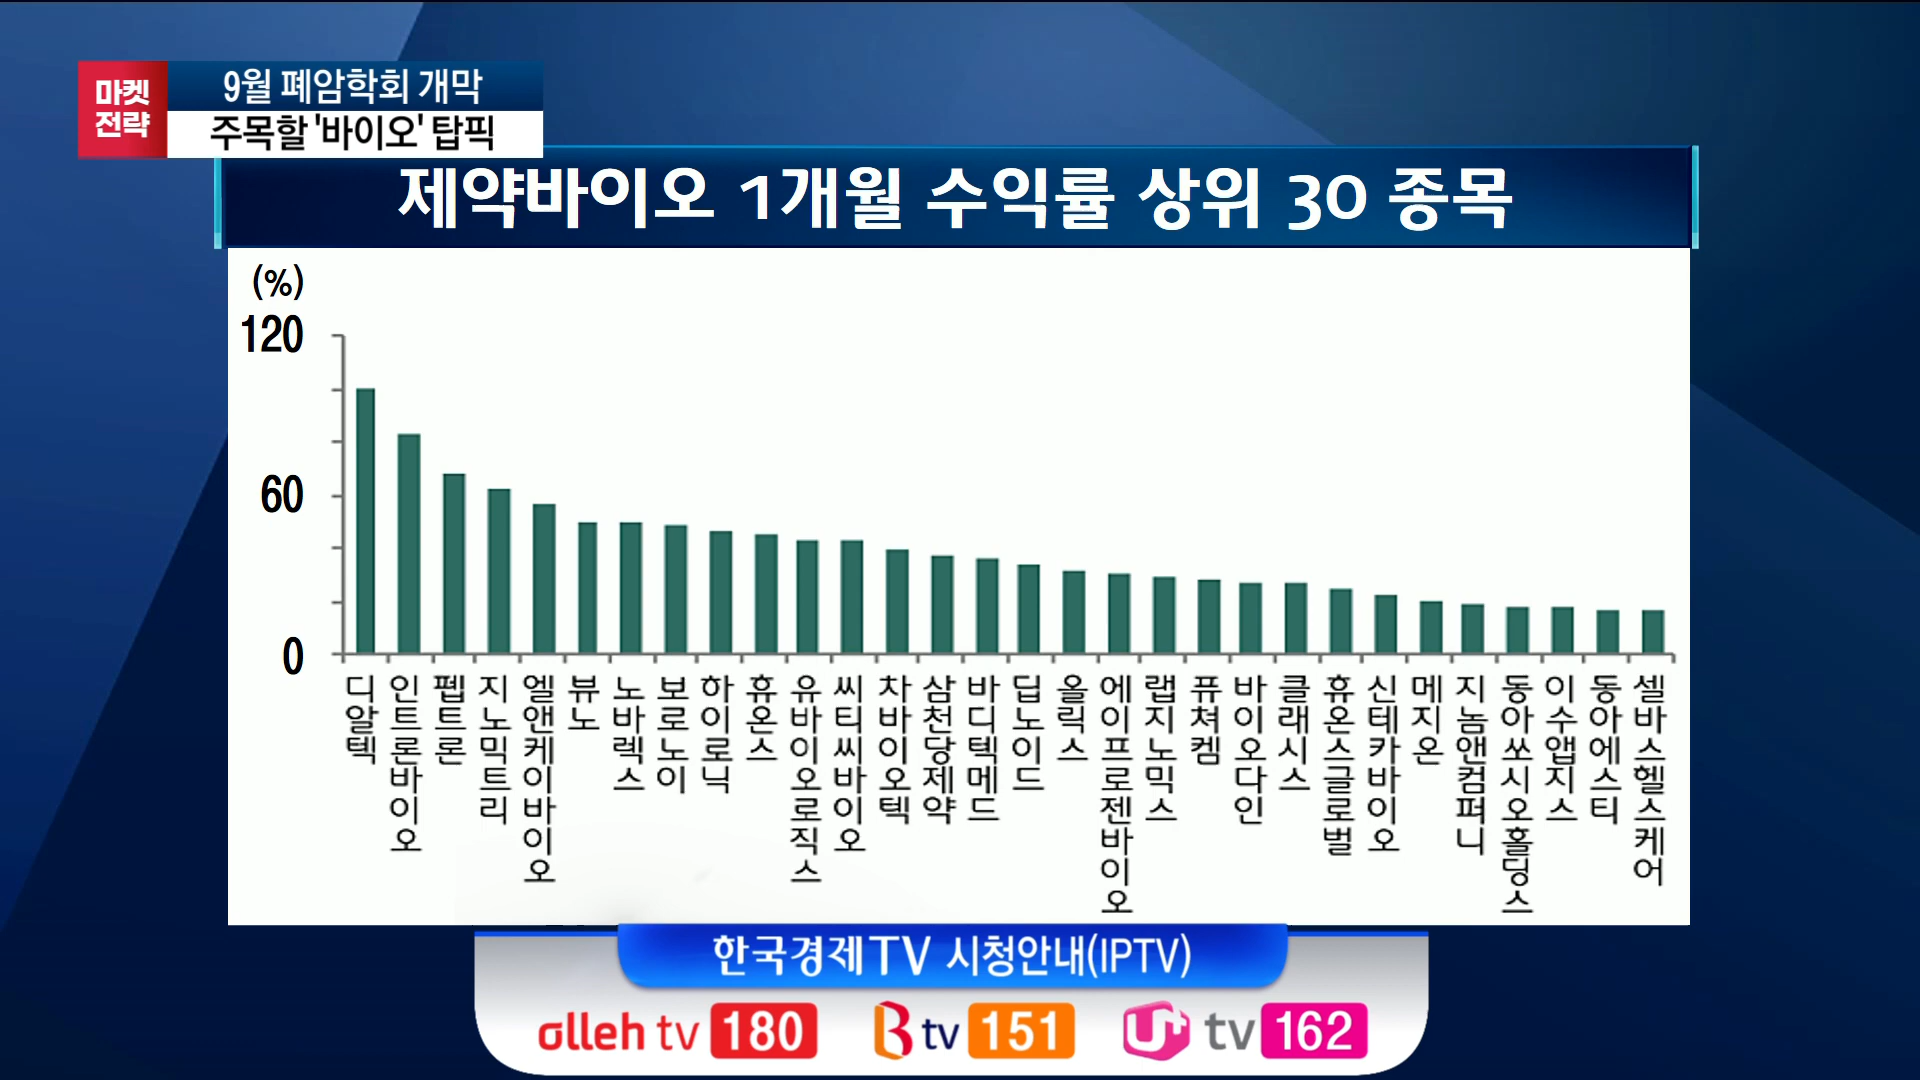 마켓
전략
9월 폐암학회 개막
주목할 '바이오' 탑픽
제약바이오 1개월 수익률 상위 30 종목
(%)
120
60
0
디알텍
인트론바이오
펩트론
지노믹트리
엘앤케이바이오
뷰노
노바렉스
보로노이
하이로닉
휴온스
유바이오로직스
씨티씨바이오
차바이오텍
삼천당제약
바디텍메드
딥노이드
올릭스
에이프로젠바이오
랩지노믹스
퓨쳐켐
바이오다인
클래시스
휴온스글로벌
신테카바이오
메지온
지놈앤컴퍼니
동아쏘시오홀딩스
이수앱지스
동아에스티
셀바스헬스케어
한국경제TV 시청안내(IPTV)
olleh tv 180
B tv 151
U+ tv 162